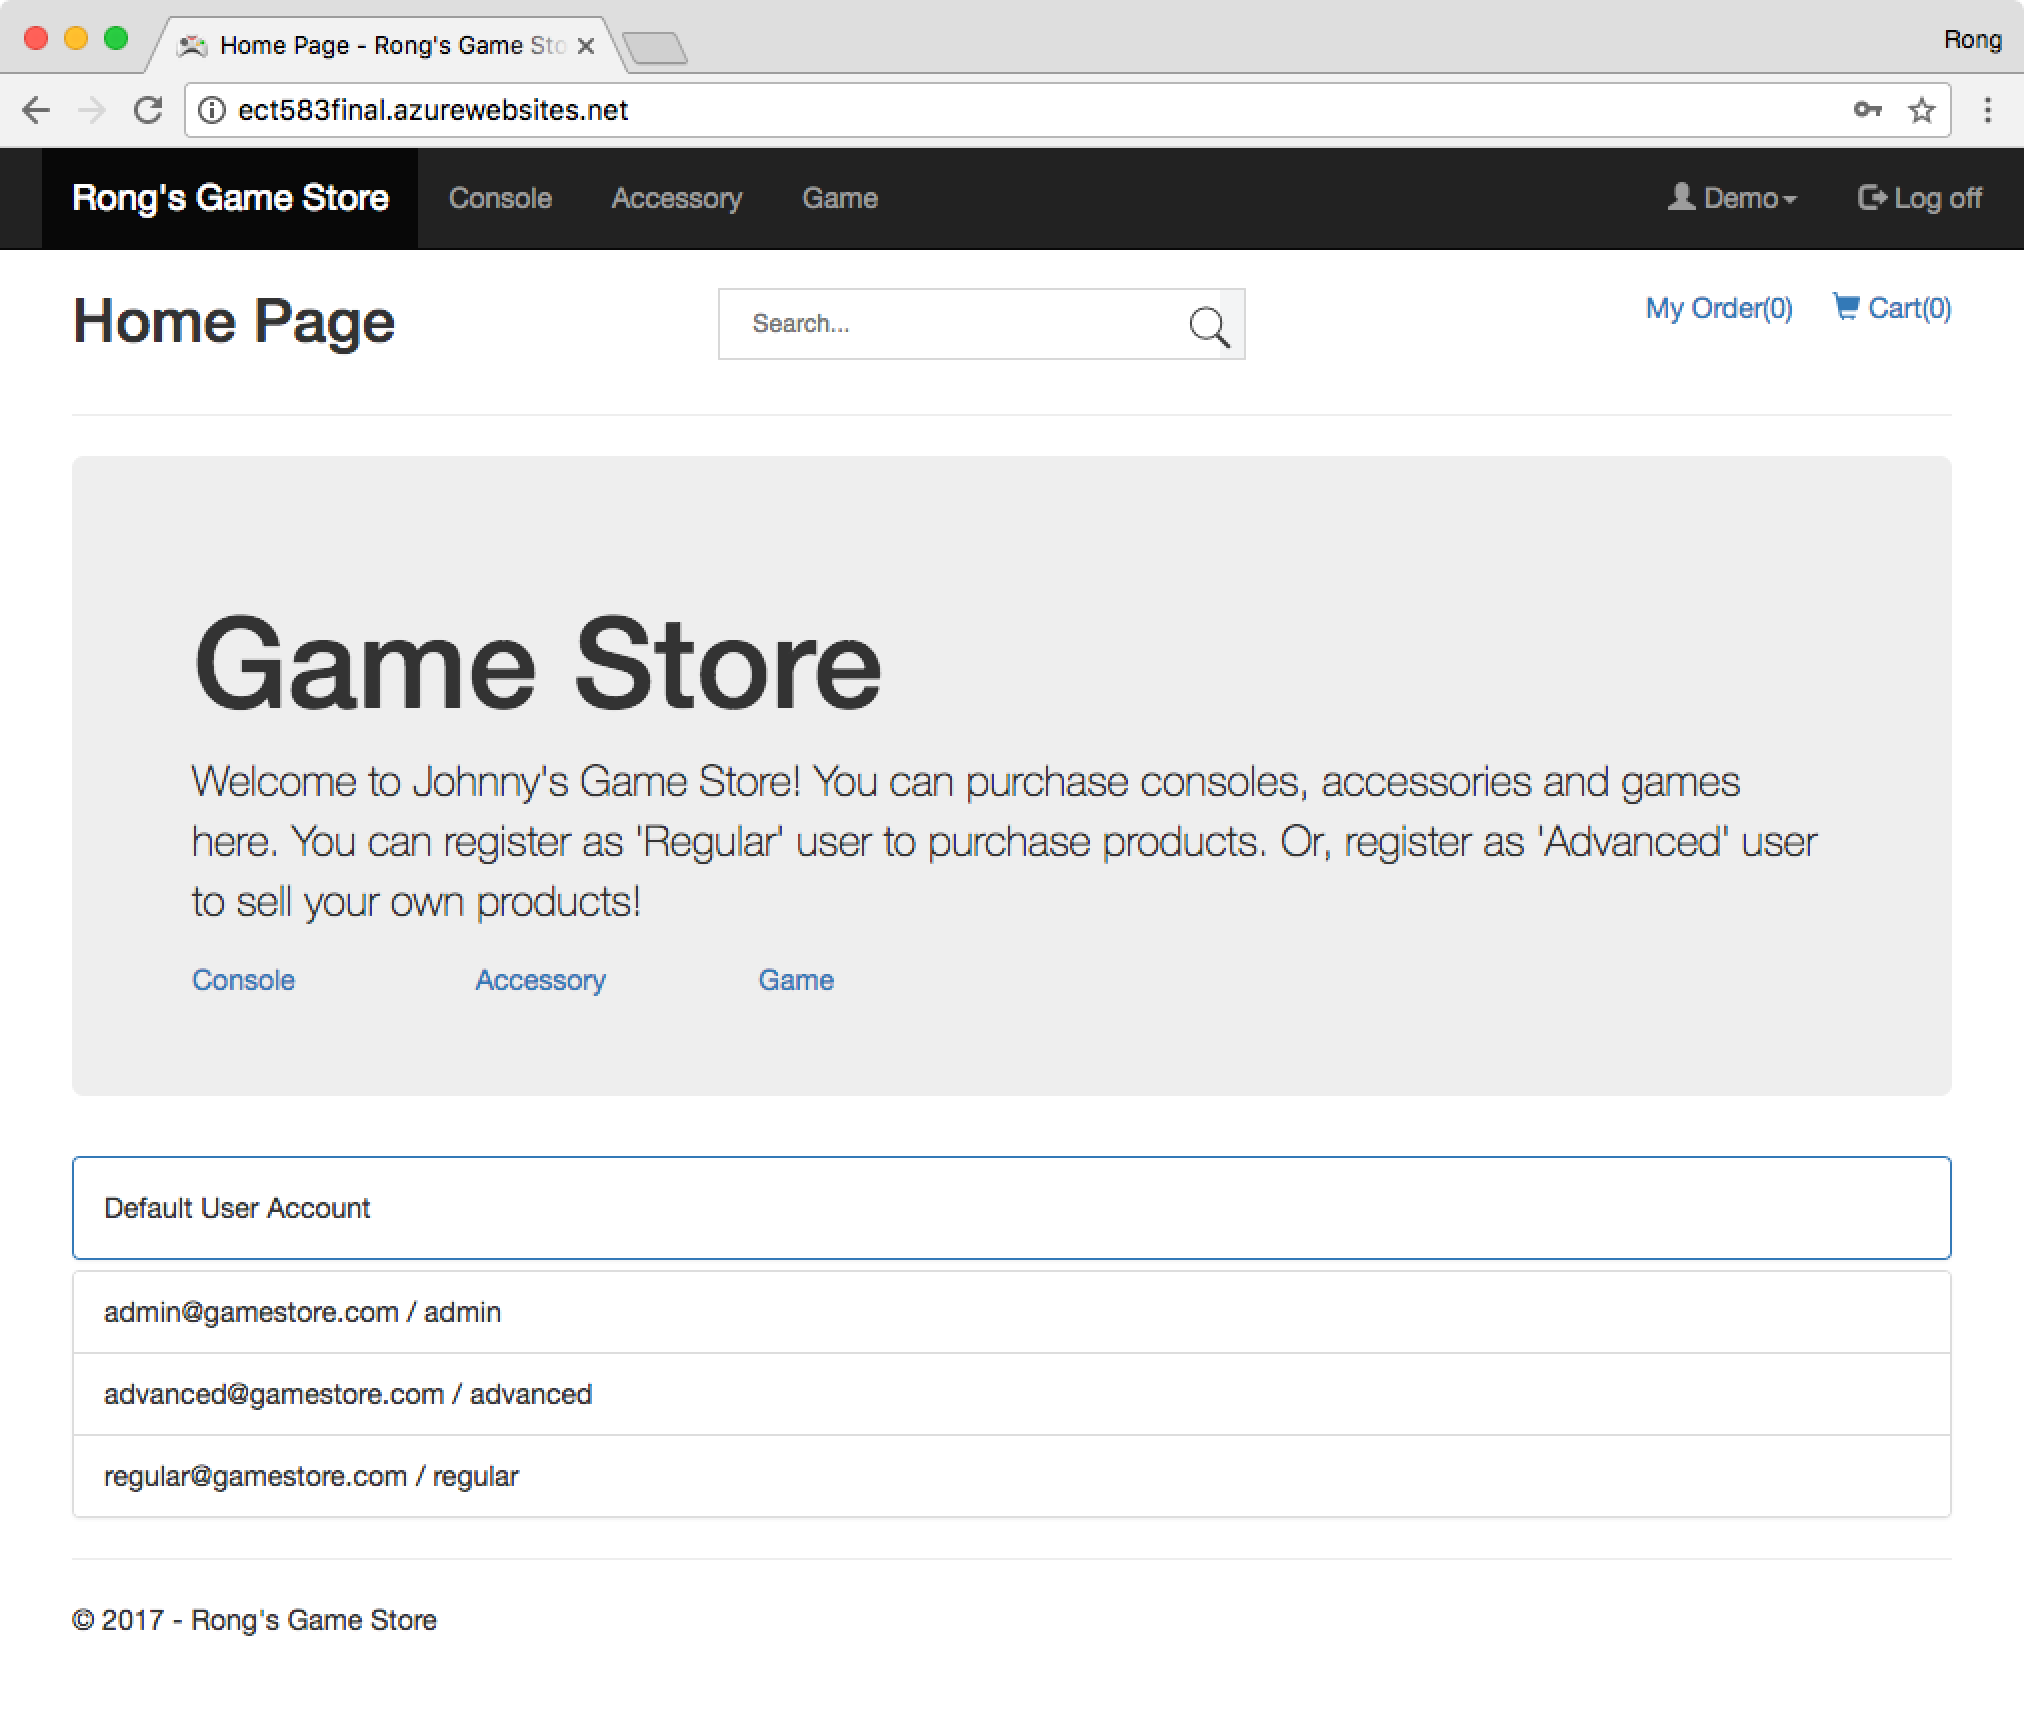 Home Page - Rong's Game Sto
Rong
ect583final.azurewebsites.net
Rong's Game Store Console Accessory Game Demo Log off
Home Page Search... My Order(0) Cart(0)
Game Store
Welcome to Johnny's Game Store! You can purchase consoles, accessories and games
here. You can register as 'Regular' user to purchase products. Or, register as 'Advanced' user
to sell your own products!
Console Accessory Game
Default User Account
admin@gamestore.com / admin
advanced@gamestore.com / advanced
regular@gamestore.com / regular
© 2017 - Rong's Game Store